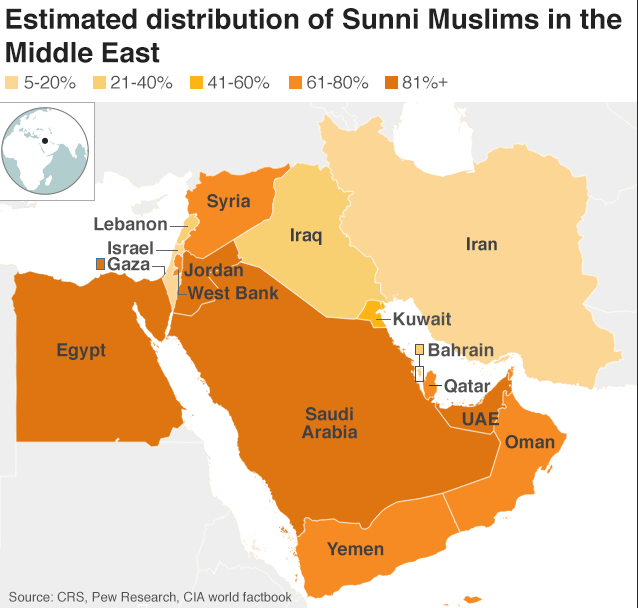 Estimated distribution of Sunni Muslims in the
Middle East
5-20% 21-40% 41-60% 61-80% 81%+
Syria
Lebanon
Iraq
Israel
Iran
Gaza
Jordan
West Bank
Kuwait
Egypt
Bahrain
Qatar
Saudi
Arabia
UAE
Oman
Yemen
Source: CRS, Pew Research, CIA world factbook